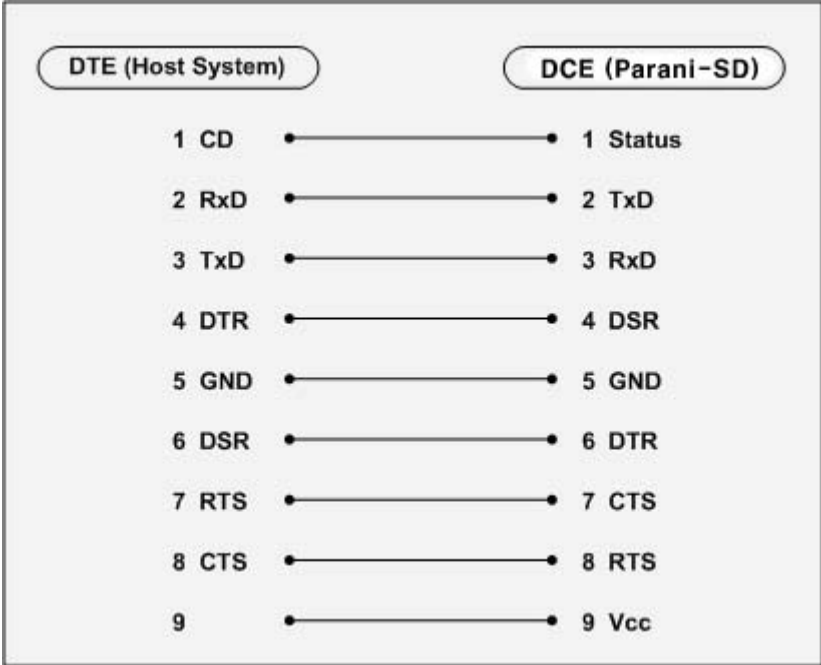 DTE (Host System) DCE (Parani-SD)
1 CD 1 Status
2 RxD 2 TxD
3 TxD 3 RxD
4 DTR 4 DSR
5 GND 5 GND
6 DSR 6 DTR
7 RTS 7 CTS
8 CTS 8 RTS
9 9 Vcc